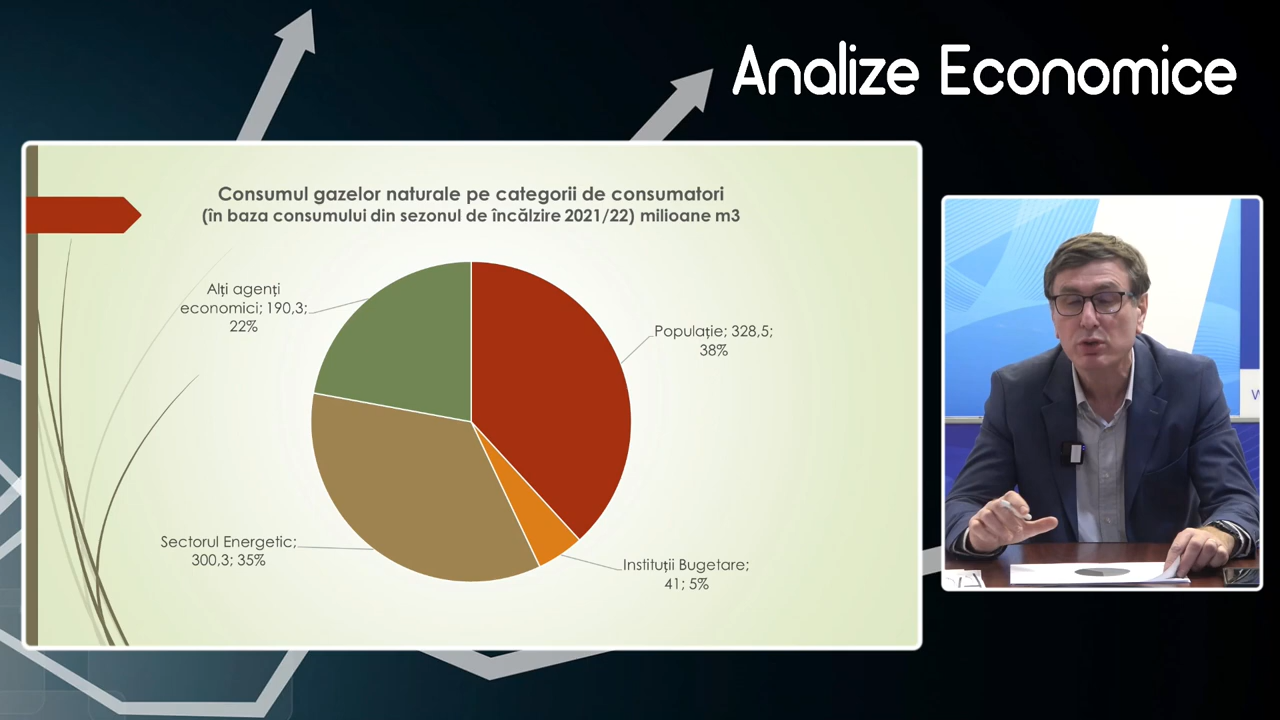 Analize Economice
Consumul gazelor naturale pe categorii de consumatori
(în baza consumului din sezonul de încălzire 2021/22) milioane m3
Alți agenți
economici; 190,3;
22%
Populație; 328,5;
38%
Sectorul Energetic;
300,3; 35%
Instituții Bugetare;
41; 5%